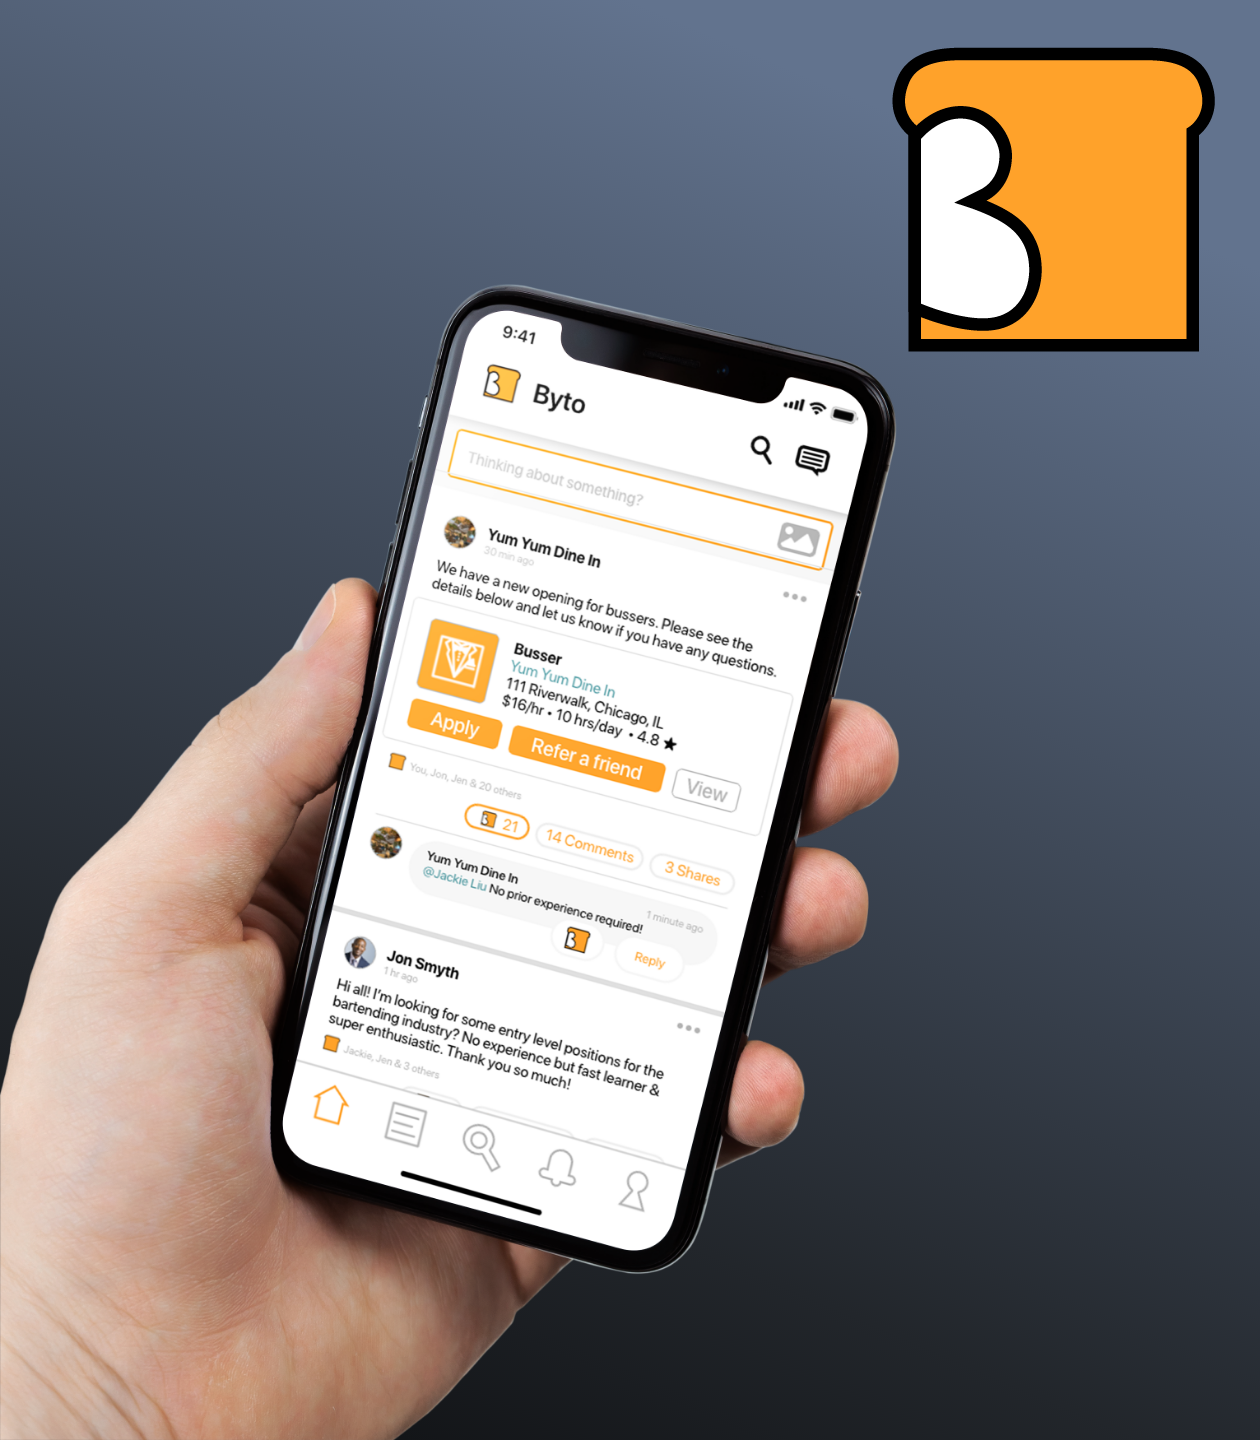 9:41
Byto
Thinking about something?
Yum Yum Dine In
30 min ago
We have a new opening for bussers. Please see the
details below and let us know if you have any questions.
Busser
Yum Yum Dine In
111 Riverwalk, Chicago, IL
$16/hr • 10 hrs/day • 4.8 ★
Apply
Refer a friend
View
You, Jon, Jen & 20 others
21
14 Comments
3 Shares
Yum Yum Dine In
@Jackie Liu No prior experience required!
1 minute ago
Reply
Jon Smyth
1 hr ago
Hi all! I'm looking for some entry level positions for the
bartending industry? No experience but fast learner &
super enthusiastic. Thank you so much!
Jackie, Jen & 3 others